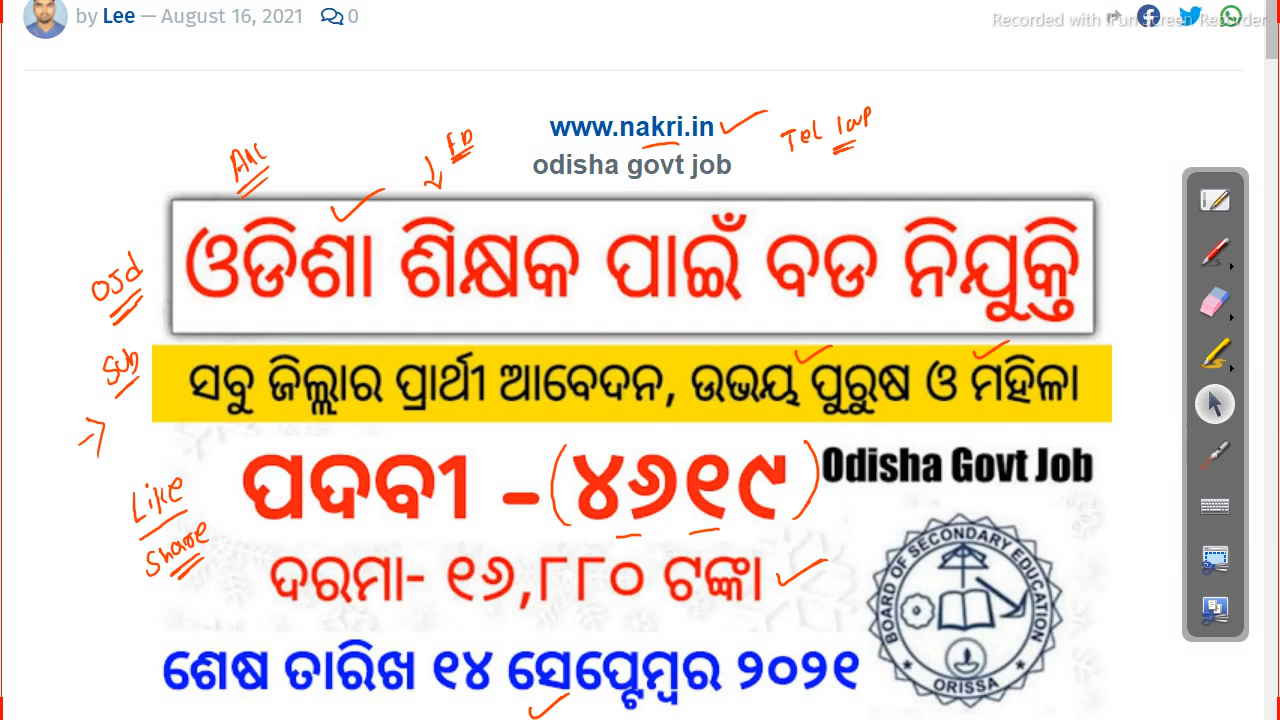 by Lee — August 16, 2021 0
Recorded with iFun Screen Recorder
www.nakri.in
Tel
odisha govt job
ଓଡିଶା ଶିକ୍ଷକ ପାଇଁ ବଡ ନିଯୁକ୍ତି
Sub
ସବୁ ଜିଲ୍ଲାର ପ୍ରାର୍ଥୀ ଆବେଦନ, ଉଭୟ ପୁରୁଷ ଓ ମହିଳା
ପଦବୀ - (୪୬୧୯)
Odisha Govt Job
Like
Share
ଦରମା- ୧୬,୮୮୦ ଟଙ୍କା
BOARD OF SECONDARY EDUCATION
ORISSA
ଶେଷ ତାରିଖ ୧୪ ସେପ୍ଟେମ୍ବର ୨୦୨୧